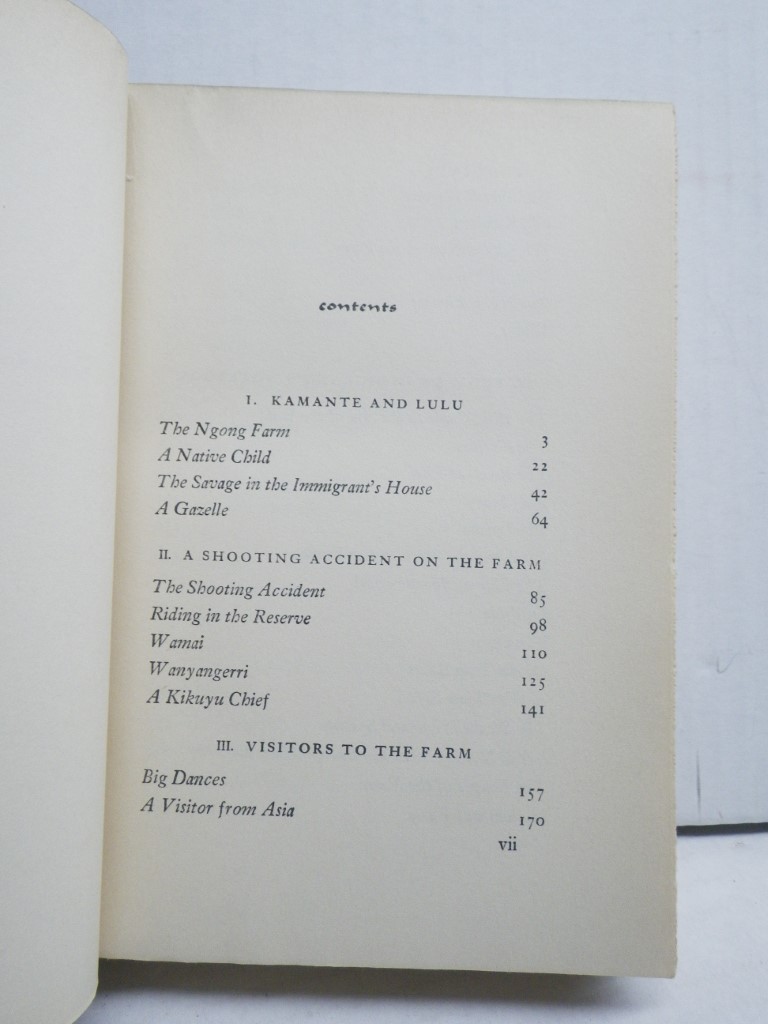 contents
I. KAMANTE AND LULU
The Ngong Farm 3
A Native Child 22
The Savage in the Immigrant's House 42
A Gazelle 64
II. A SHOOTING ACCIDENT ON THE FARM
The Shooting Accident 85
Riding in the Reserve 98
Wamai 110
Wanyangerri 125
A Kikuyu Chief 141
III. VISITORS TO THE FARM
Big Dances 157
A Visitor from Asia 170
vii